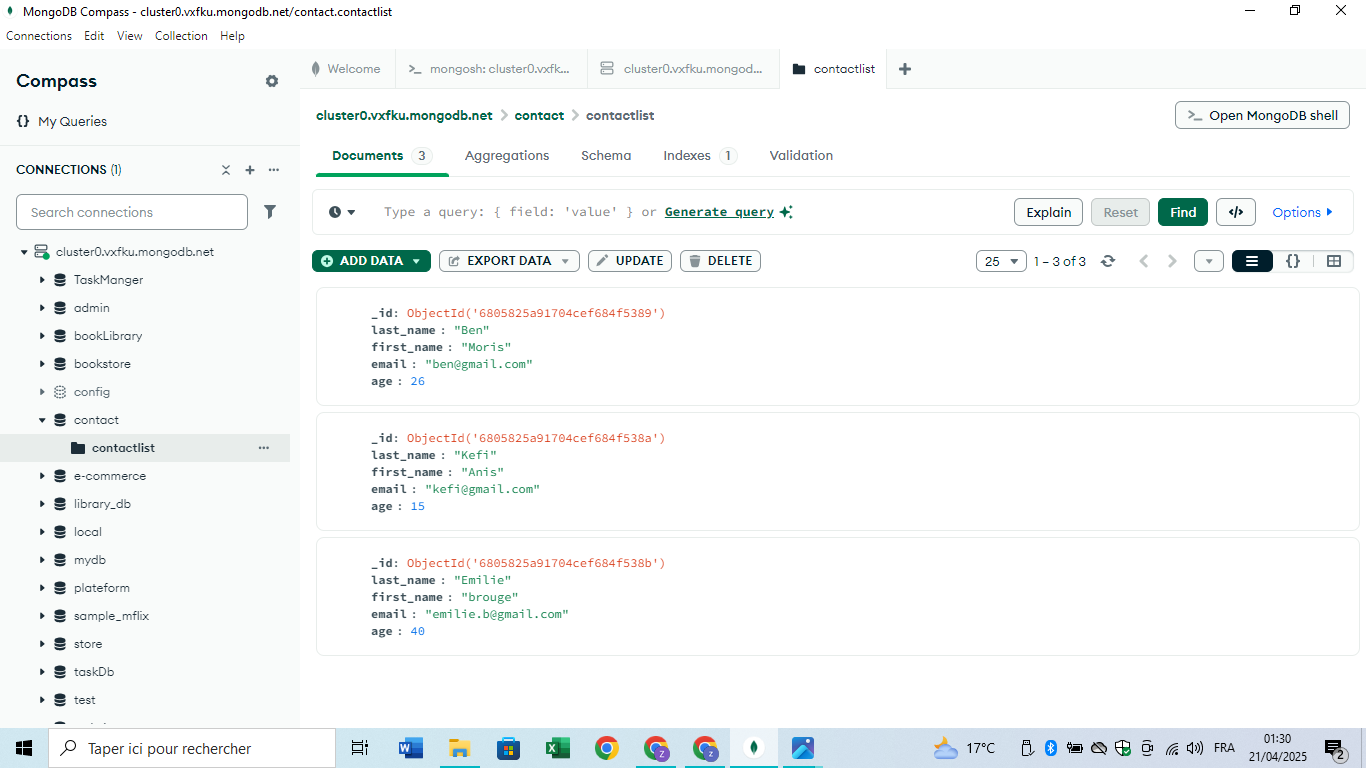 MongoDB Compass - cluster0.vxfku.mongodb.net/contact.contactlist
Connections Edit View Collection Help
Compass
{} My Queries
CONNECTIONS (1)
Search connections
cluster0.vxfku.mongodb.net
TaskManger
admin
bookLibrary
bookstore
config
contact
contactlist
e-commerce
library_db
local
mydb
plateform
sample_mflix
store
taskDb
test
Welcome
>_ mongosh: cluster0.vxfk...
cluster0.vxfku.mongod...
contactlist
cluster0.vxfku.mongodb.net > contact > contactlist
>_ Open MongoDB shell
Documents 3 Aggregations Schema Indexes 1 Validation
Type a query: { field: 'value' } or Generate query
Explain Reset Find </> Options
ADD DATA EXPORT DATA UPDATE DELETE
25 1 – 3 of 3 {}
_id: ObjectId('6805825a91704cef684f5389')
last_name : "Ben"
first_name : "Moris"
email : "ben@gmail.com"
age : 26
_id: ObjectId('6805825a91704cef684f538a')
last_name : "Kefi"
first_name : "Anis"
email : "kefi@gmail.com"
age : 15
_id: ObjectId('6805825a91704cef684f538b')
last_name : "Emilie"
first_name : "brouge"
email : "emilie.b@gmail.com"
age : 40
Taper ici pour rechercher
17°C
FRA
01:30
21/04/2025
2